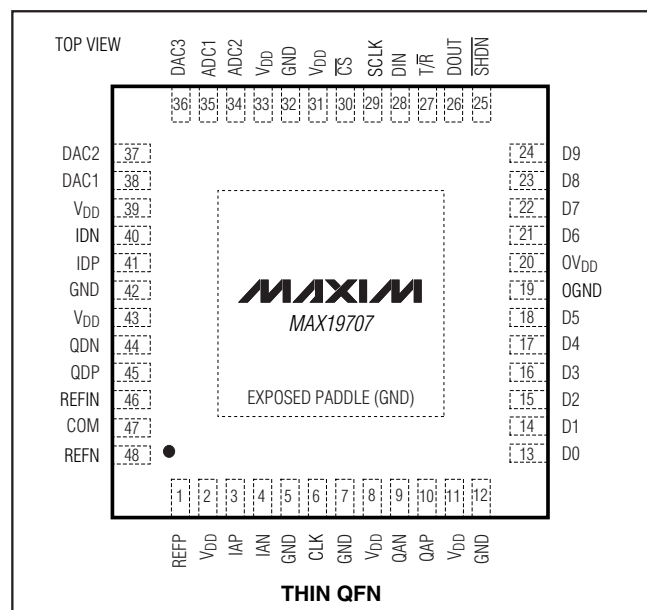 TOP VIEW
DAC3 ADC1 ADC2 VDD GND VDD C̅S̅ SCLK DIN T̅/R DOUT S̅H̅D̅N̅
36 35 34 33 32 31 30 29 28 27 26 25
DAC2 37 24 D9
DAC1 38 23 D8
VDD 39 22 D7
IDN 40 21 D6
IDP 41 20 OVDD
GND 42 19 OGND
VDD 43 18 D5
QDN 44 17 D4
QDP 45 16 D3
REFIN 46 15 D2
COM 47 14 D1
REFN 48 13 D0
MAXIM
MAX19707
EXPOSED PADDLE (GND)
1 2 3 4 5 6 7 8 9 10 11 12
REFP VDD IAP IAN GND CLK GND VDD QAN QAP VDD GND
THIN QFN